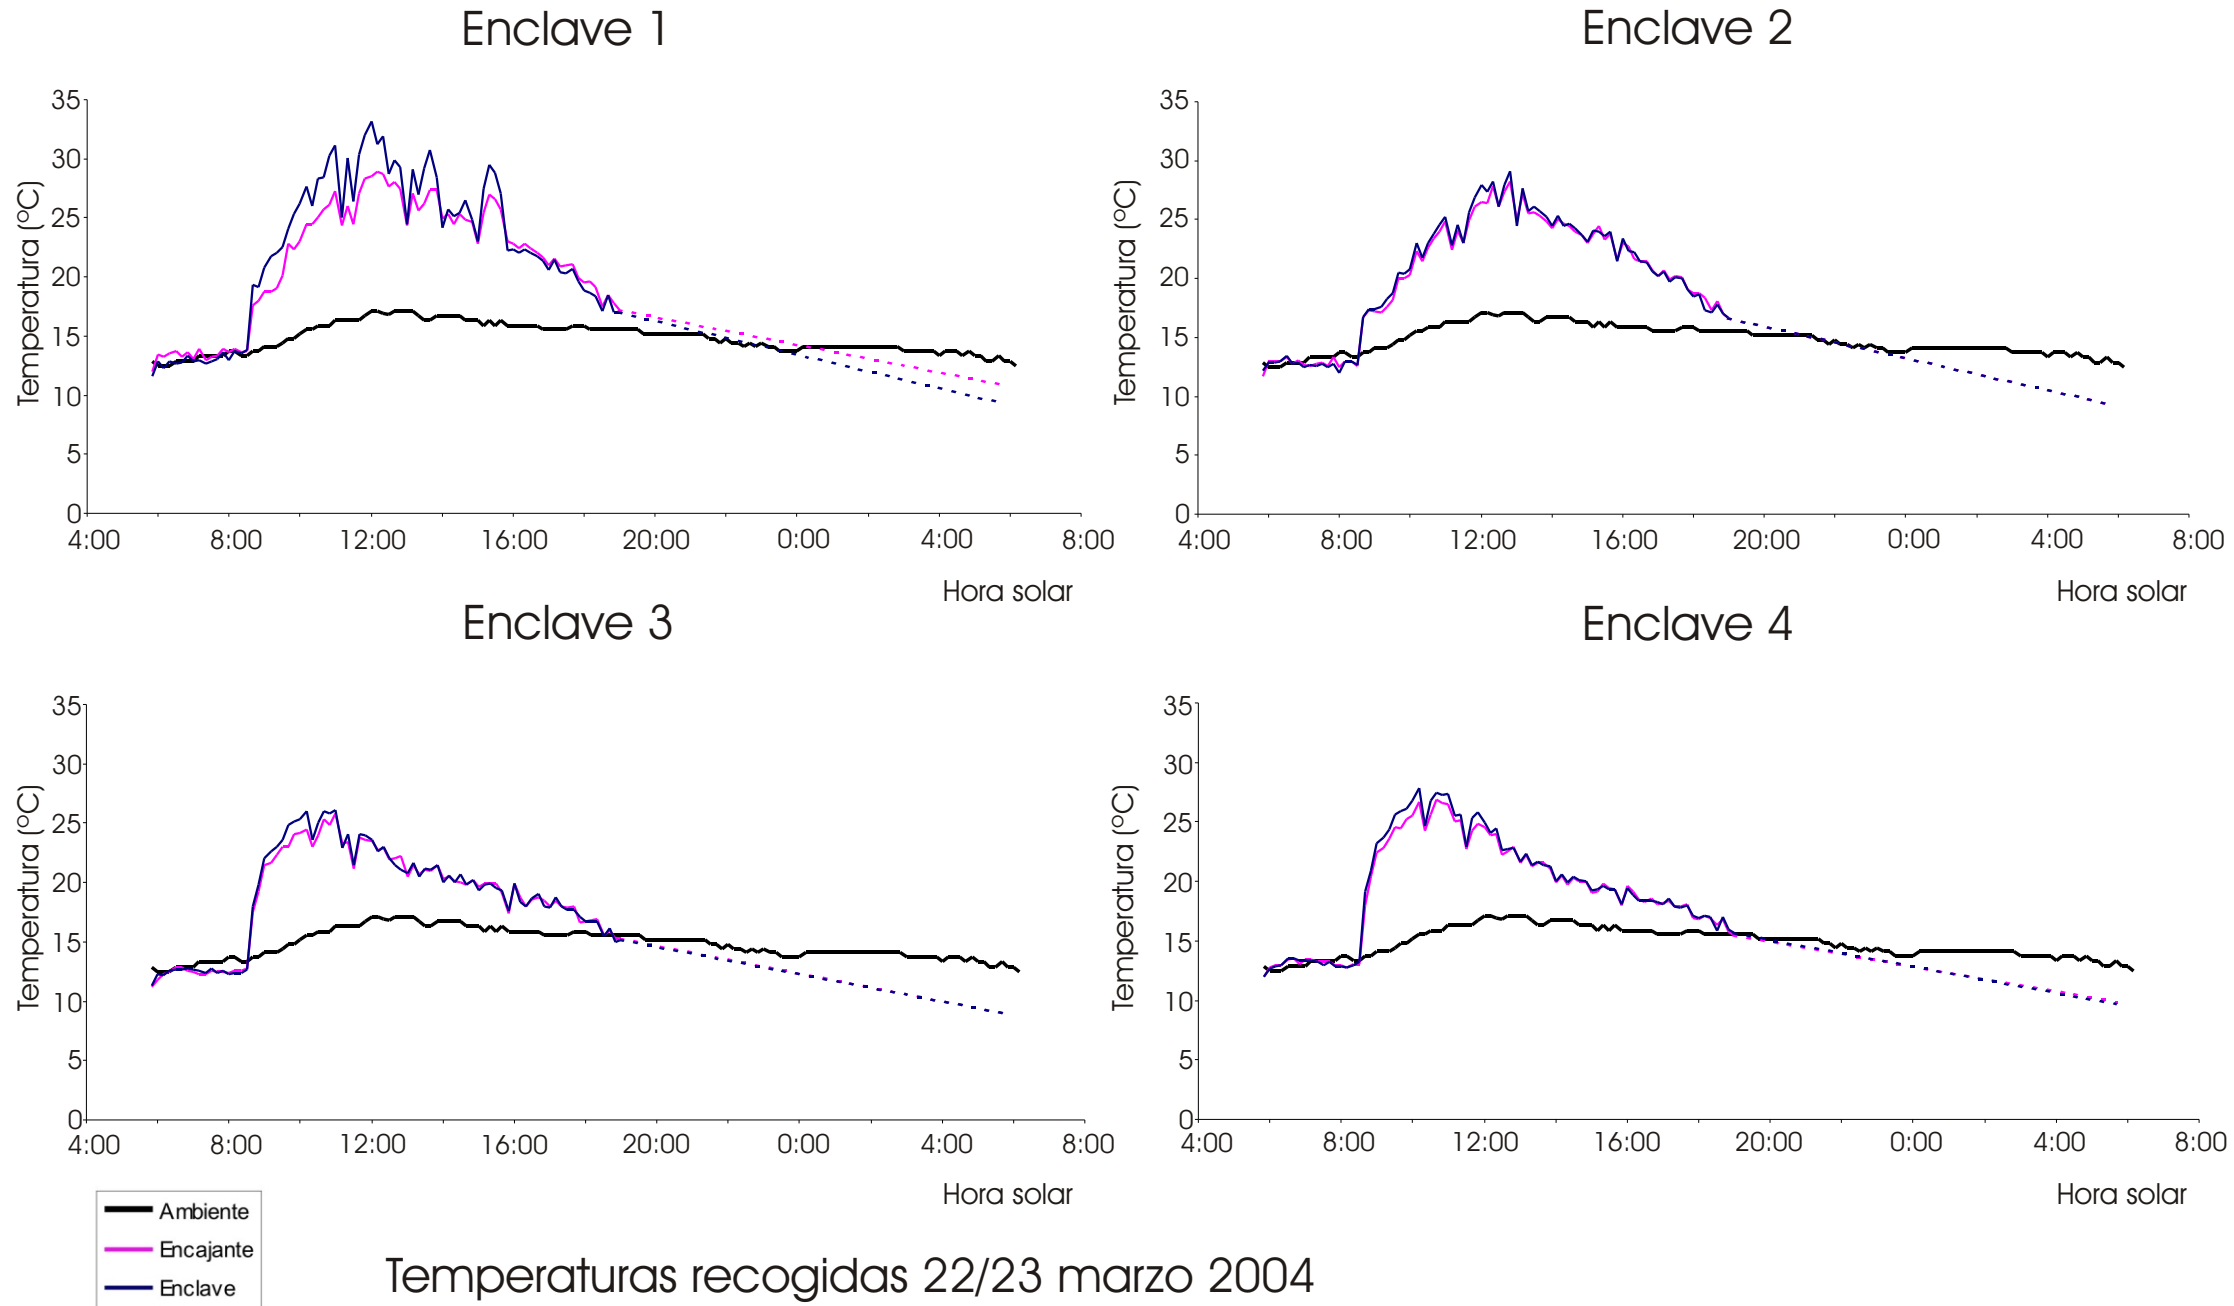 Enclave 1
Temperatura (ºC)
35
30
25
20
15
10
5
0
4:00 8:00 12:00 16:00 20:00 0:00 4:00 8:00
Hora solar
Enclave 2
Temperatura (ºC)
35
30
25
20
15
10
5
0
4:00 8:00 12:00 16:00 20:00 0:00 4:00 8:00
Hora solar
Enclave 3
Temperatura (ºC)
35
30
25
20
15
10
5
0
4:00 8:00 12:00 16:00 20:00 0:00 4:00 8:00
Hora solar
Enclave 4
Temperatura (ºC)
35
30
25
20
15
10
5
0
4:00 8:00 12:00 16:00 20:00 0:00 4:00 8:00
Hora solar
Ambiente
Encajante
Enclave
Temperaturas recogidas 22/23 marzo 2004